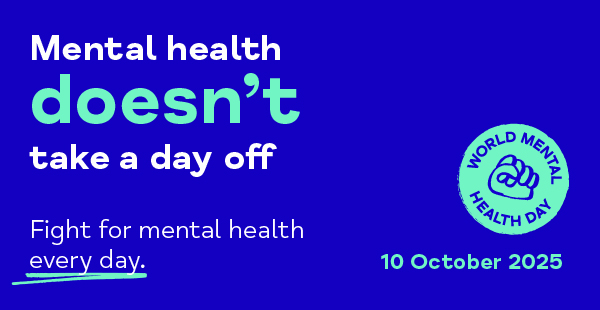 Mental health
doesn’t
take a day off
Fight for mental health
every day.
WORLD MENTAL
HEALTH DAY
10 October 2025